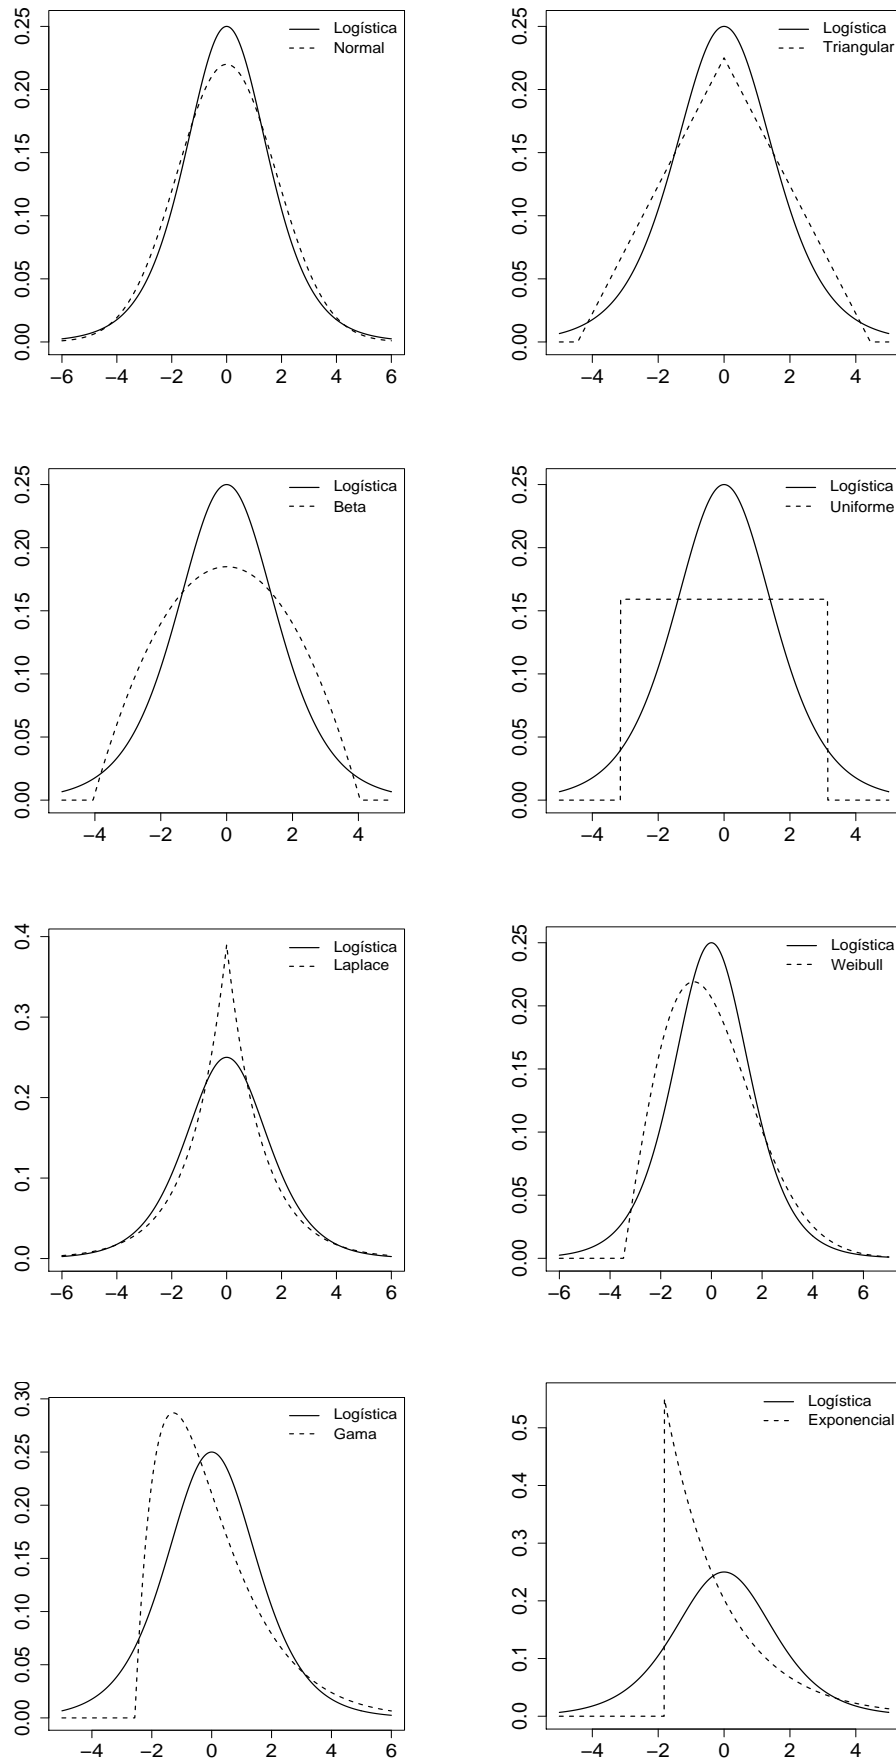 Logística
Normal
0.00 0.05 0.10 0.15 0.20 0.25
−6 −4 −2 0 2 4 6
Logística
Triangular
0.00 0.05 0.10 0.15 0.20 0.25
−4 −2 0 2 4
Logística
Beta
0.00 0.05 0.10 0.15 0.20 0.25
−4 −2 0 2 4
Logística
Uniforme
0.00 0.05 0.10 0.15 0.20 0.25
−4 −2 0 2 4
Logística
Laplace
0.0 0.1 0.2 0.3 0.4
−6 −4 −2 0 2 4 6
Logística
Weibull
0.00 0.05 0.10 0.15 0.20 0.25
−6 −4 −2 0 2 4 6
Logística
Gama
0.00 0.05 0.10 0.15 0.20 0.25 0.30
−4 −2 0 2 4 6
Logística
Exponencial
0.0 0.1 0.2 0.3 0.4 0.5
−4 −2 0 2 4